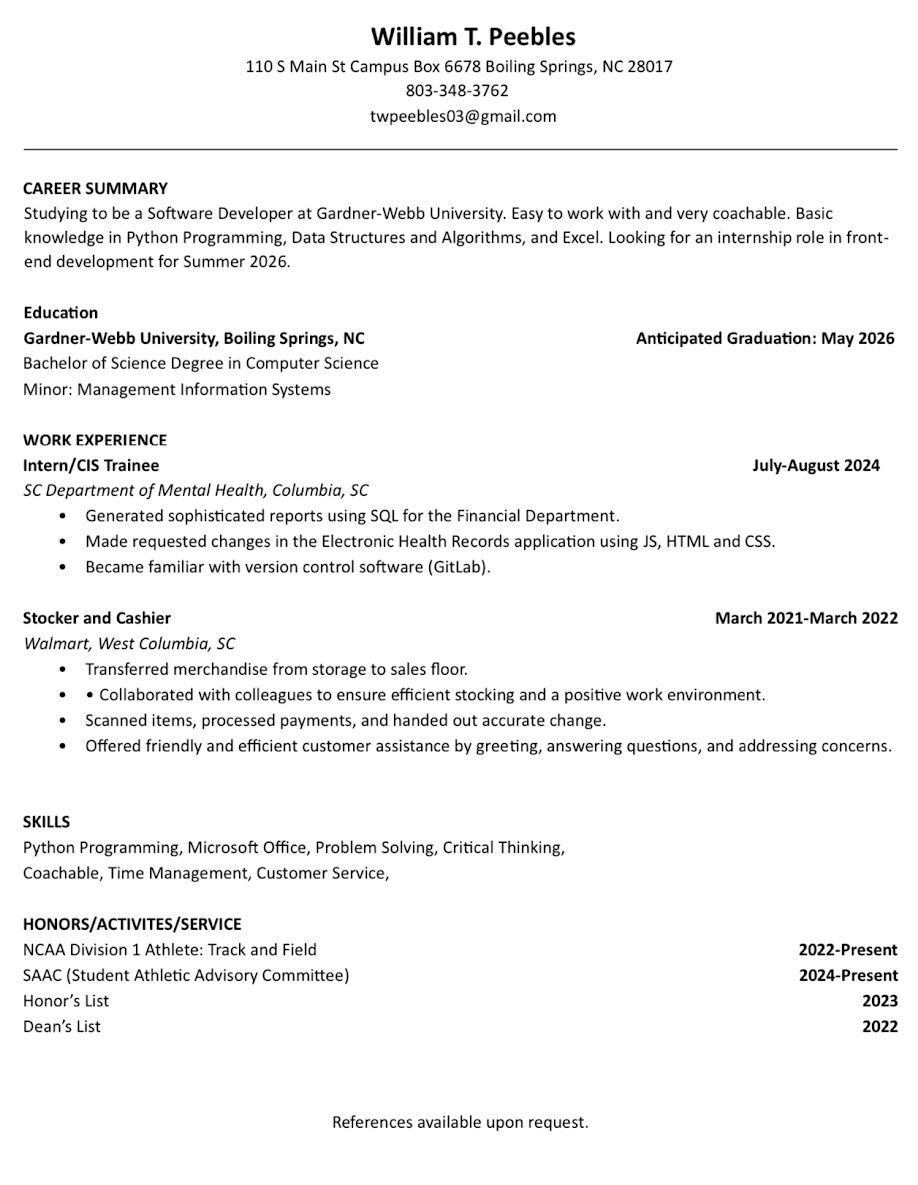 William T. Peebles
110 S Main St Campus Box 6678 Boiling Springs, NC 28017
803-348-3762
twpeebles03@gmail.com
CAREER SUMMARY
Studying to be a Software Developer at Gardner-Webb University. Easy to work with and very coachable. Basic
knowledge in Python Programming, Data Structures and Algorithms, and Excel. Looking for an internship role in front-
end development for Summer 2026.
Education
Gardner-Webb University, Boiling Springs, NC Anticipated Graduation: May 2026
Bachelor of Science Degree in Computer Science
Minor: Management Information Systems
WORK EXPERIENCE
Intern/CIS Trainee July-August 2024
SC Department of Mental Health, Columbia, SC
• Generated sophisticated reports using SQL for the Financial Department.
• Made requested changes in the Electronic Health Records application using JS, HTML and CSS.
• Became familiar with version control software (GitLab).
Stocker and Cashier March 2021-March 2022
Walmart, West Columbia, SC
• Transferred merchandise from storage to sales floor.
• • Collaborated with colleagues to ensure efficient stocking and a positive work environment.
• Scanned items, processed payments, and handed out accurate change.
• Offered friendly and efficient customer assistance by greeting, answering questions, and addressing concerns.
SKILLS
Python Programming, Microsoft Office, Problem Solving, Critical Thinking,
Coachable, Time Management, Customer Service,
HONORS/ACTIVITES/SERVICE
NCAA Division 1 Athlete: Track and Field 2022-Present
SAAC (Student Athletic Advisory Committee) 2024-Present
Honor’s List 2023
Dean’s List 2022
References available upon request.